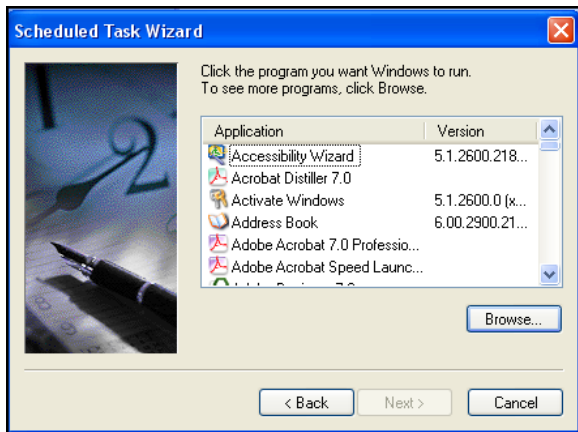 Scheduled Task Wizard
Click the program you want Windows to run.
To see more programs, click Browse.
Application Version
Accessibility Wizard 5.1.2600.218...
Acrobat Distiller 7.0
Activate Windows 5.1.2600.0 (x...
Address Book 6.00.2900.21...
Adobe Acrobat 7.0 Professio...
Adobe Acrobat Speed Launc...
Browse...
< Back Next > Cancel